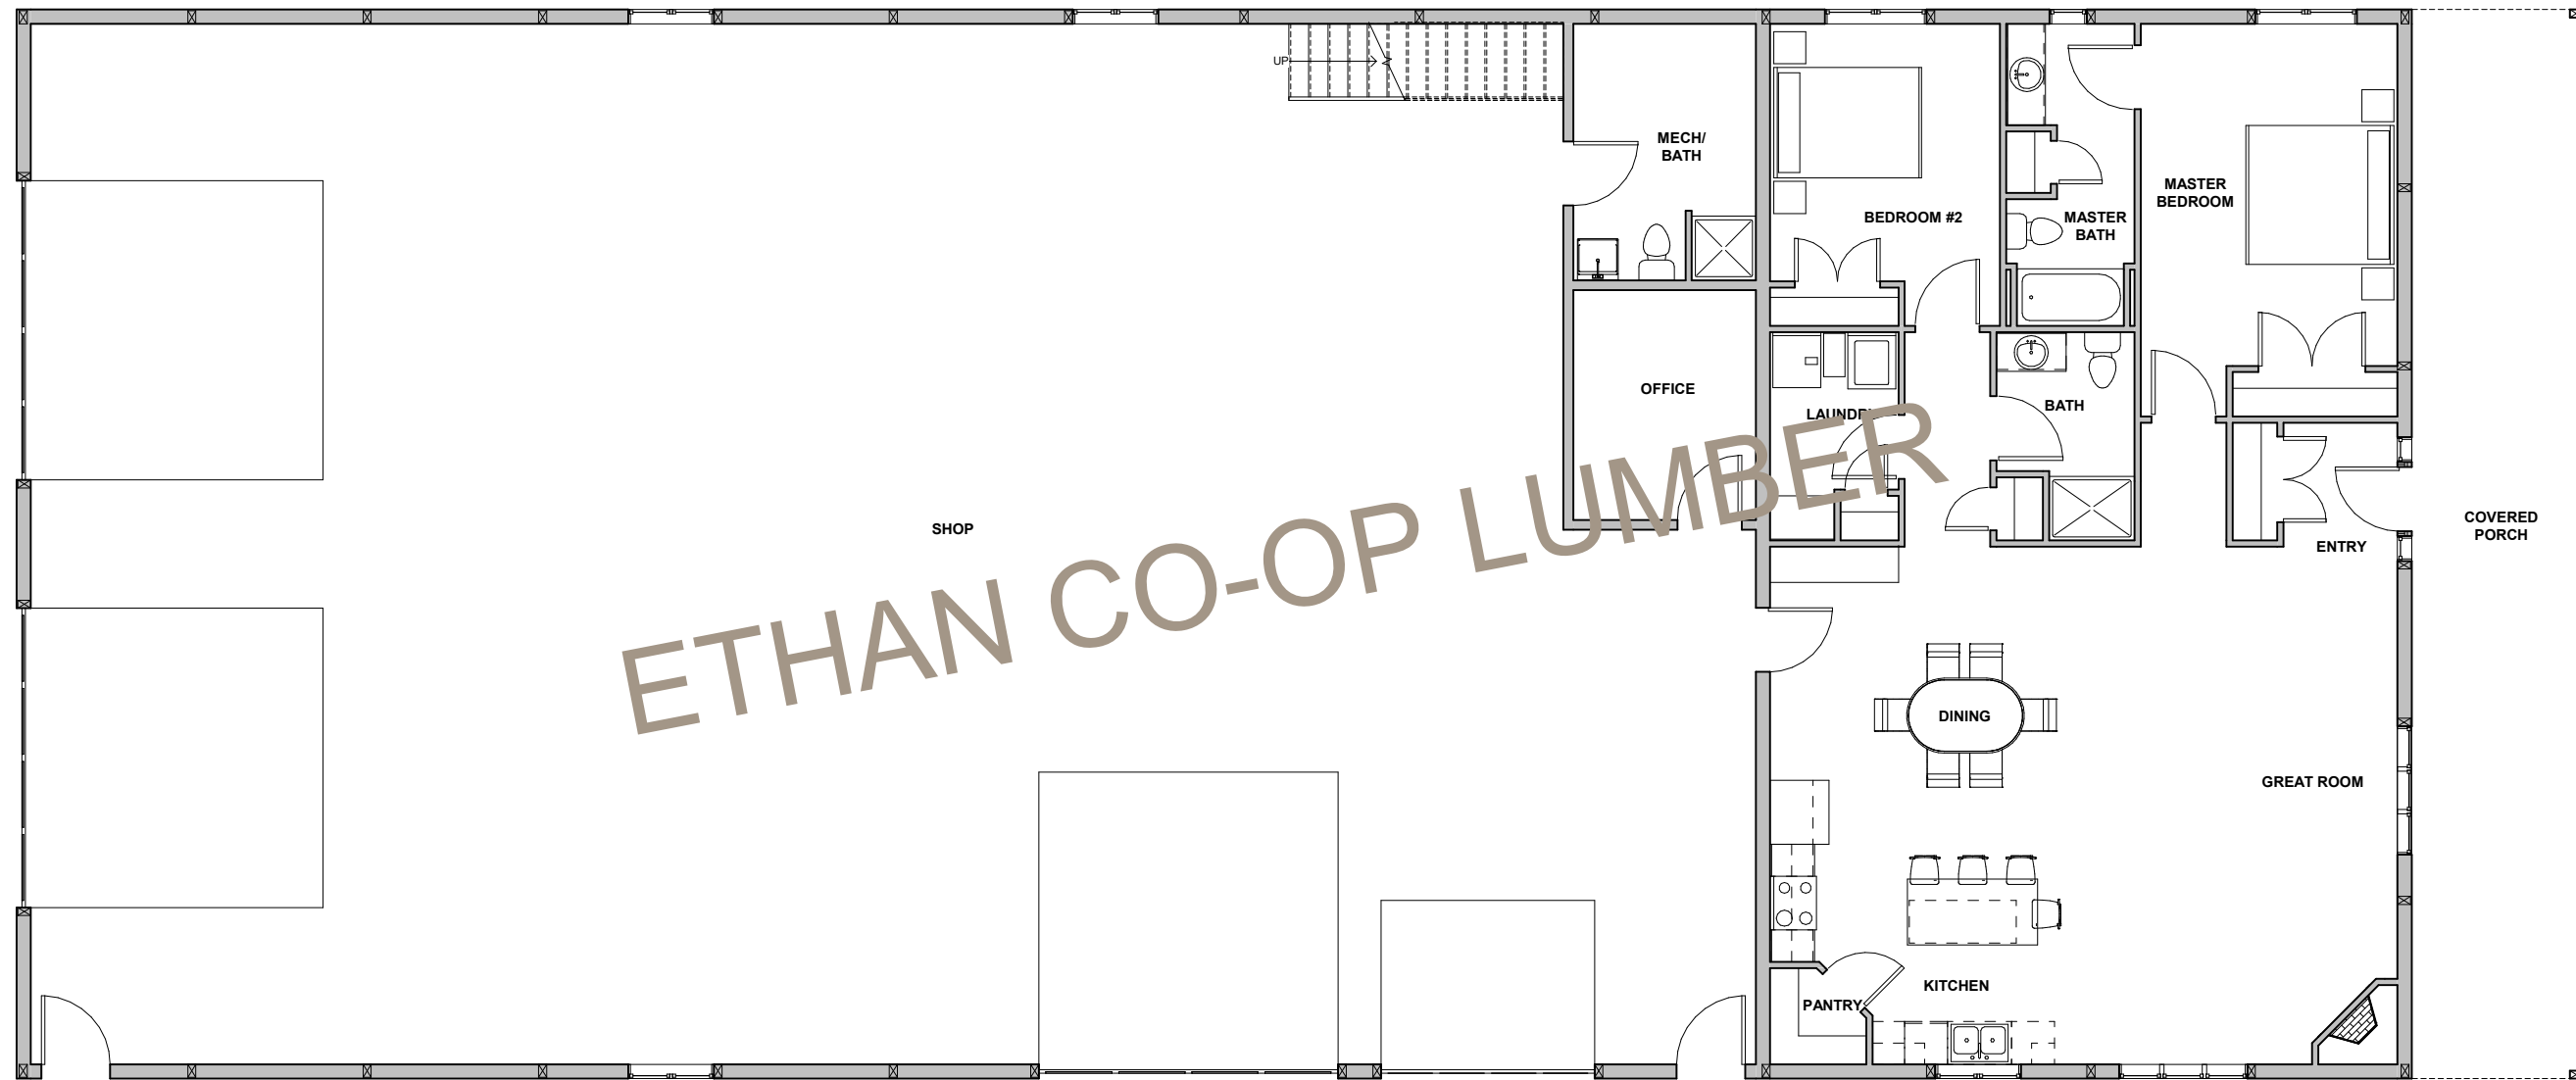 UP
MECH/
BATH
BEDROOM #2
MASTER
BATH
MASTER
BEDROOM
OFFICE
LAUNDRY
BATH
SHOP
ENTRY
COVERED
PORCH
ETHAN CO-OP LUMBER
DINING
GREAT ROOM
KITCHEN
PANTRY